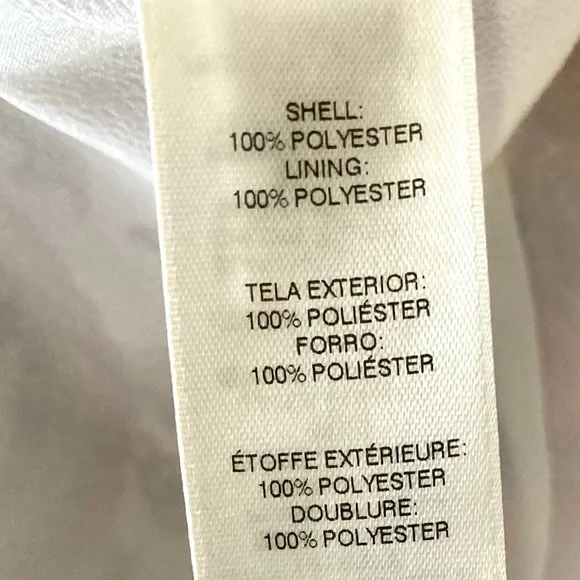 SHELL:
100% POLYESTER
LINING:
100% POLYESTER
TELA EXTERIOR:
100% POLIÉSTER
FORRO:
100% POLIÉSTER
ÉTOFFE EXTÉRIEURE:
100% POLYESTER
DOUBLURE:
100% POLYESTER